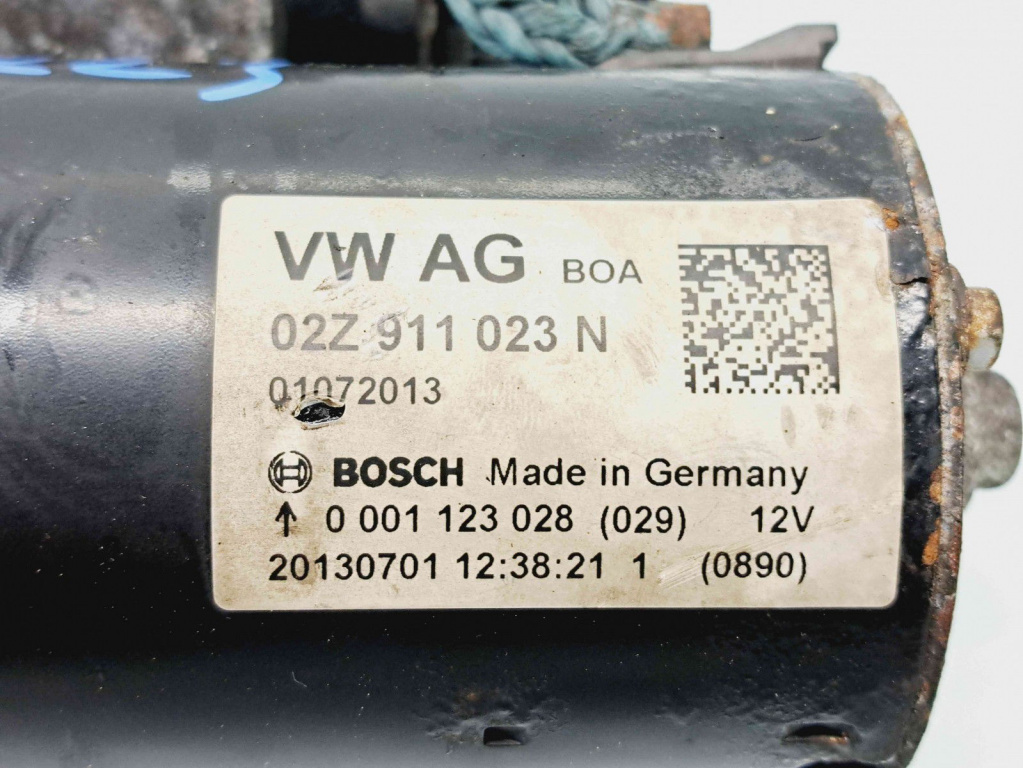 VW AG BOA
02Z 911 023 N
01072013
BOSCH Made in Germany
↑ 0 001 123 028 (029) 12V
20130701 12:38:21 1 (0890)